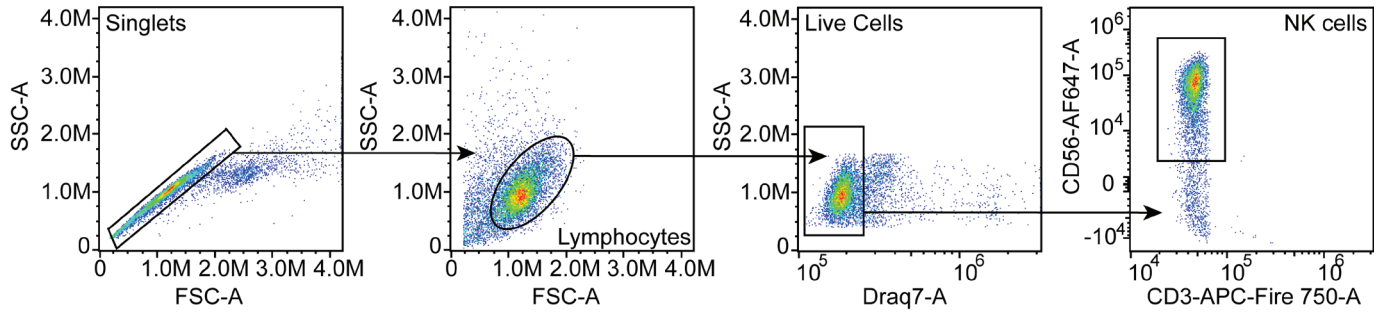 4.0M
3.0M
2.0M
1.0M
0
SSC-A
Singlets
0 1.0M 2.0M 3.0M 4.0M
FSC-A
4.0M
3.0M
2.0M
1.0M
0
SSC-A
Lymphocytes
0 1.0M 2.0M 3.0M 4.0M
FSC-A
4.0M
3.0M
2.0M
1.0M
0
SSC-A
Live Cells
10⁵ 10⁶
Draq7-A
10⁶
10⁵
10⁴
0
-10⁴
CD56-AF647-A
NK cells
10⁴ 10⁵ 10⁶
CD3-APC-Fire 750-A